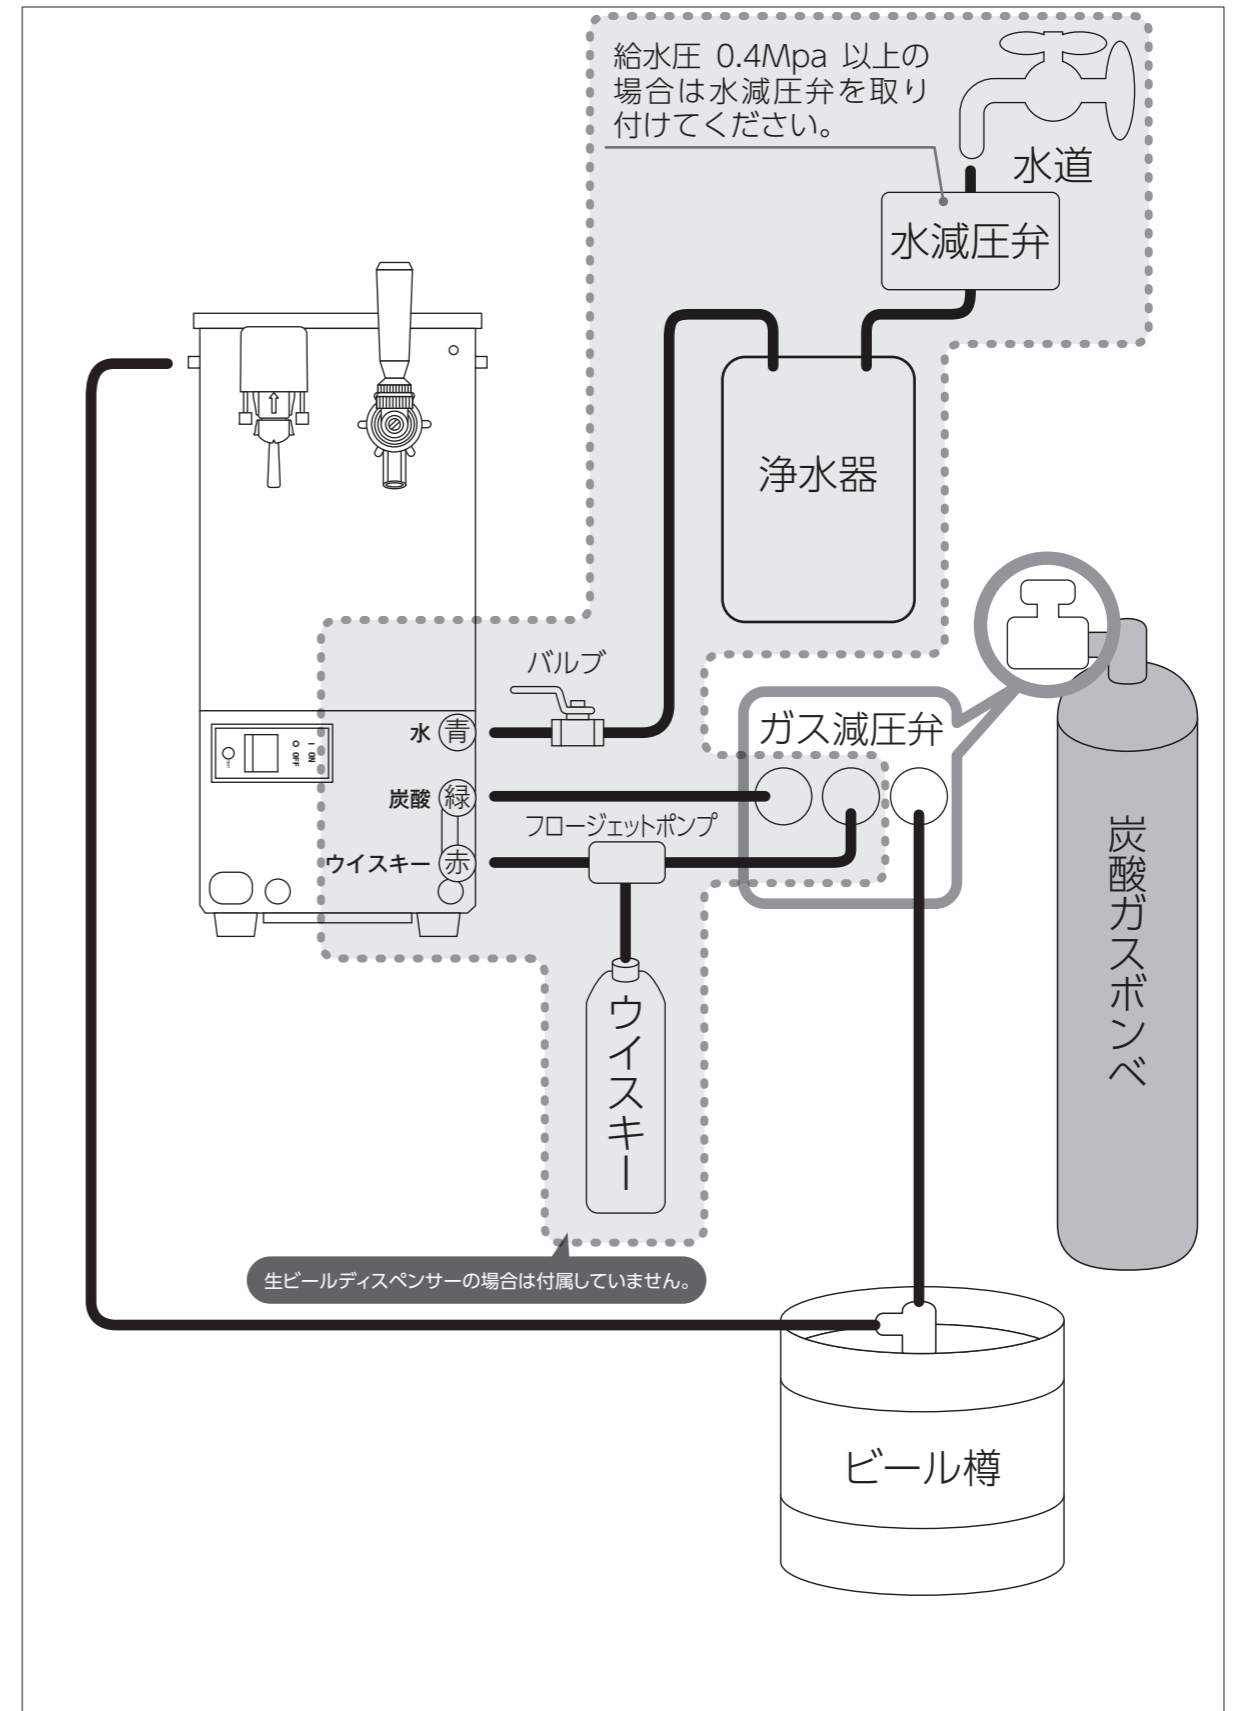 給水圧 0.4Mpa 以上の
場合は水減圧弁を取り
付けてください。
水道
水減圧弁
浄水器
バルブ
水 青
ガス減圧弁
炭酸 緑
フロージェットポンプ
ウイスキー 赤
I ON
O OFF
炭酸ガスボンベ
ウイスキー
生ビールディスペンサーの場合は付属していません。
ビール樽